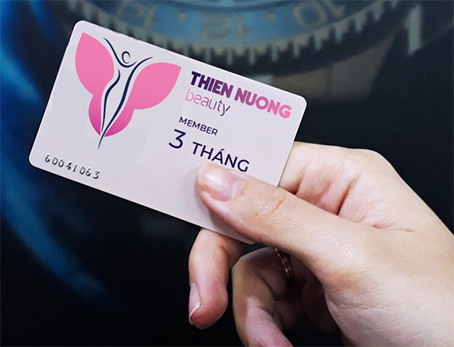 THIEN NUONG
beauty
MEMBER
3 THÁNG
60041063